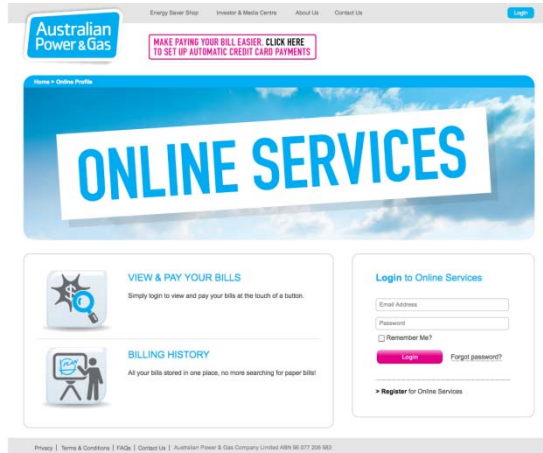 Energy Saver Shop Investor & Media Centre About Us Contact Us Login
Australian
Power & Gas
MAKE PAYING YOUR BILL EASIER. CLICK HERE
TO SET UP AUTOMATIC CREDIT CARD PAYMENTS
Home > Online Profile
ONLINE SERVICES
VIEW & PAY YOUR BILLS
Simply login to view and pay your bills at the touch of a button.
BILLING HISTORY
All your bills stored in one place, no more searching for paper bills!
Login to Online Services
Email Address
Password
Remember Me?
Login Forgot password?
> Register for Online Services
Privacy | Terms & Conditions | FAQs | Contact Us | Australian Power & Gas Company Limited ABN 96 077 206 583